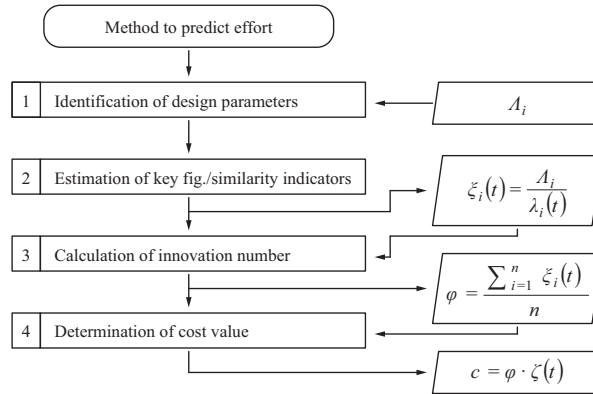 Method to predict effort
1 Identification of design parameters
Λ_i
2 Estimation of key fig./similarity indicators
ξ_i(t) = Λ_i / λ_i(t)
3 Calculation of innovation number
φ = ∑_{i=1}^{n} ξ_i(t) / n
4 Determination of cost value
c = φ · ζ(t)